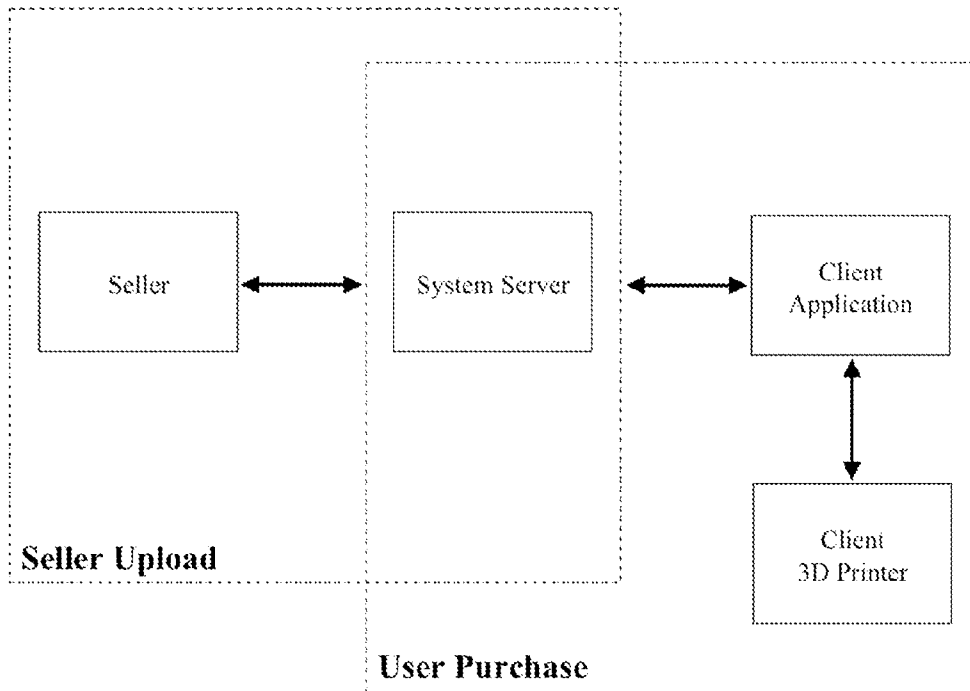 Seller
System Server
Client
Application
Client
3D Printer
Seller Upload
User Purchase